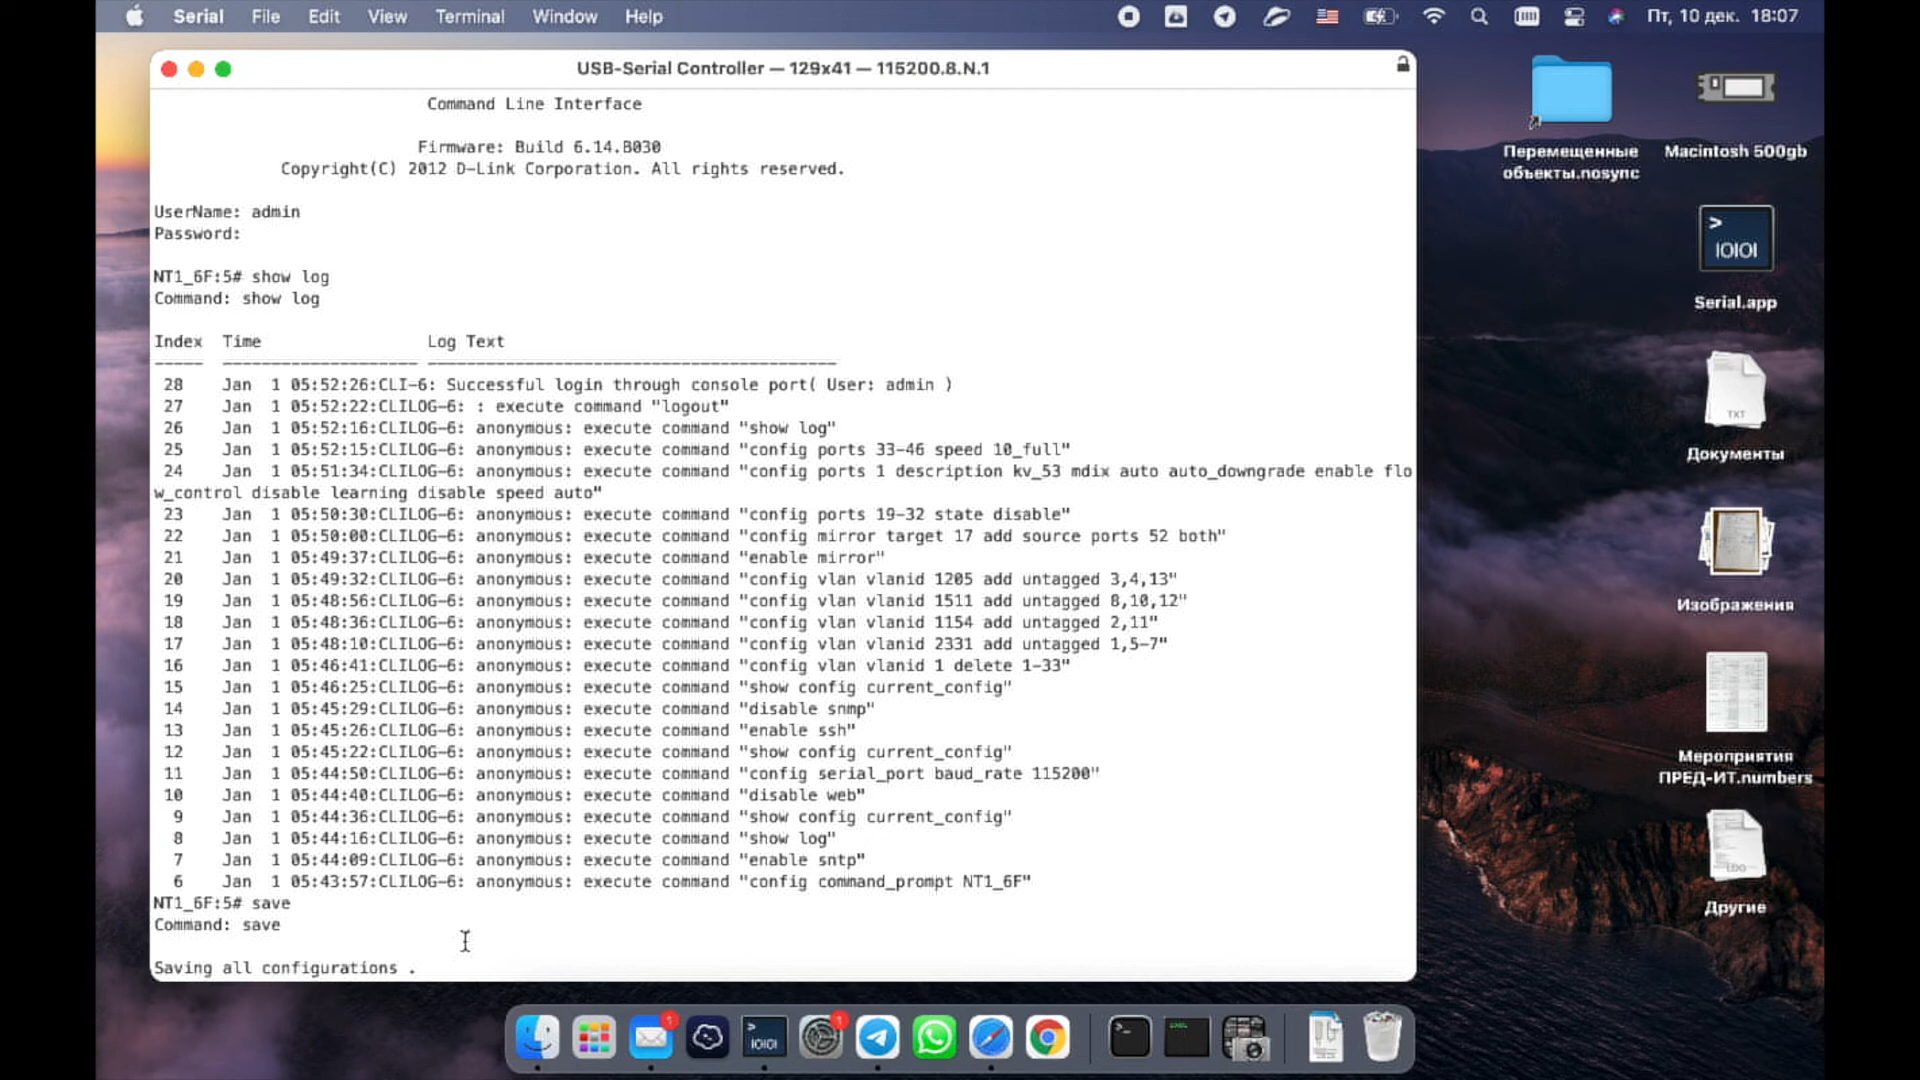 Serial File Edit View Terminal Window Help
Пт, 10 дек. 18:07
USB-Serial Controller — 129x41 — 115200.8.N.1
Command Line Interface
Firmware: Build 6.14.B030
Copyright(C) 2012 D-Link Corporation. All rights reserved.
UserName: admin
Password:
NT1_6F:5# show log
Command: show log
Index Time Log Text
28 Jan 1 05:52:26:CLI-6: Successful login through console port( User: admin )
27 Jan 1 05:52:22:CLILOG-6: : execute command "logout"
26 Jan 1 05:52:16:CLILOG-6: anonymous: execute command "show log"
25 Jan 1 05:52:15:CLILOG-6: anonymous: execute command "config ports 33-46 speed 10_full"
24 Jan 1 05:51:34:CLILOG-6: anonymous: execute command "config ports 1 description kv_53 mdix auto auto_downgrade enable flo
w_control disable learning disable speed auto"
23 Jan 1 05:50:30:CLILOG-6: anonymous: execute command "config ports 19-32 state disable"
22 Jan 1 05:50:00:CLILOG-6: anonymous: execute command "config mirror target 17 add source ports 52 both"
21 Jan 1 05:49:37:CLILOG-6: anonymous: execute command "enable mirror"
20 Jan 1 05:49:32:CLILOG-6: anonymous: execute command "config vlan vlanid 1205 add untagged 3,4,13"
19 Jan 1 05:48:56:CLILOG-6: anonymous: execute command "config vlan vlanid 1511 add untagged 8,10,12"
18 Jan 1 05:48:36:CLILOG-6: anonymous: execute command "config vlan vlanid 1154 add untagged 2,11"
17 Jan 1 05:48:10:CLILOG-6: anonymous: execute command "config vlan vlanid 2331 add untagged 1,5-7"
16 Jan 1 05:46:41:CLILOG-6: anonymous: execute command "config vlan vlanid 1 delete 1-33"
15 Jan 1 05:46:25:CLILOG-6: anonymous: execute command "show config current_config"
14 Jan 1 05:45:29:CLILOG-6: anonymous: execute command "disable snmp"
13 Jan 1 05:45:26:CLILOG-6: anonymous: execute command "enable ssh"
12 Jan 1 05:45:22:CLILOG-6: anonymous: execute command "show config current_config"
11 Jan 1 05:44:50:CLILOG-6: anonymous: execute command "config serial_port baud_rate 115200"
10 Jan 1 05:44:40:CLILOG-6: anonymous: execute command "disable web"
9 Jan 1 05:44:36:CLILOG-6: anonymous: execute command "show config current_config"
8 Jan 1 05:44:16:CLILOG-6: anonymous: execute command "show log"
7 Jan 1 05:44:09:CLILOG-6: anonymous: execute command "enable sntp"
6 Jan 1 05:43:57:CLILOG-6: anonymous: execute command "config command_prompt NT1_6F"
NT1_6F:5# save
Command: save
Saving all configurations .
Перемещенные
объекты.nosync
Macintosh 500gb
>
IOIOI
Serial.app
TXT
Документы
Изображения
Мероприятия
ПРЕД-ИТ.numbers
Другие
1
>
IOIOI
1